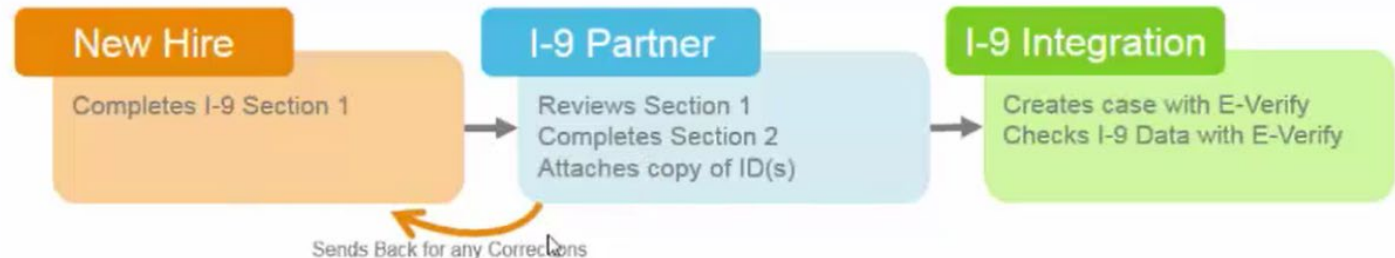 New Hire
Completes I-9 Section 1
I-9 Partner
Reviews Section 1
Completes Section 2
Attaches copy of ID(s)
I-9 Integration
Creates case with E-Verify
Checks I-9 Data with E-Verify
Sends Back for any Corrections